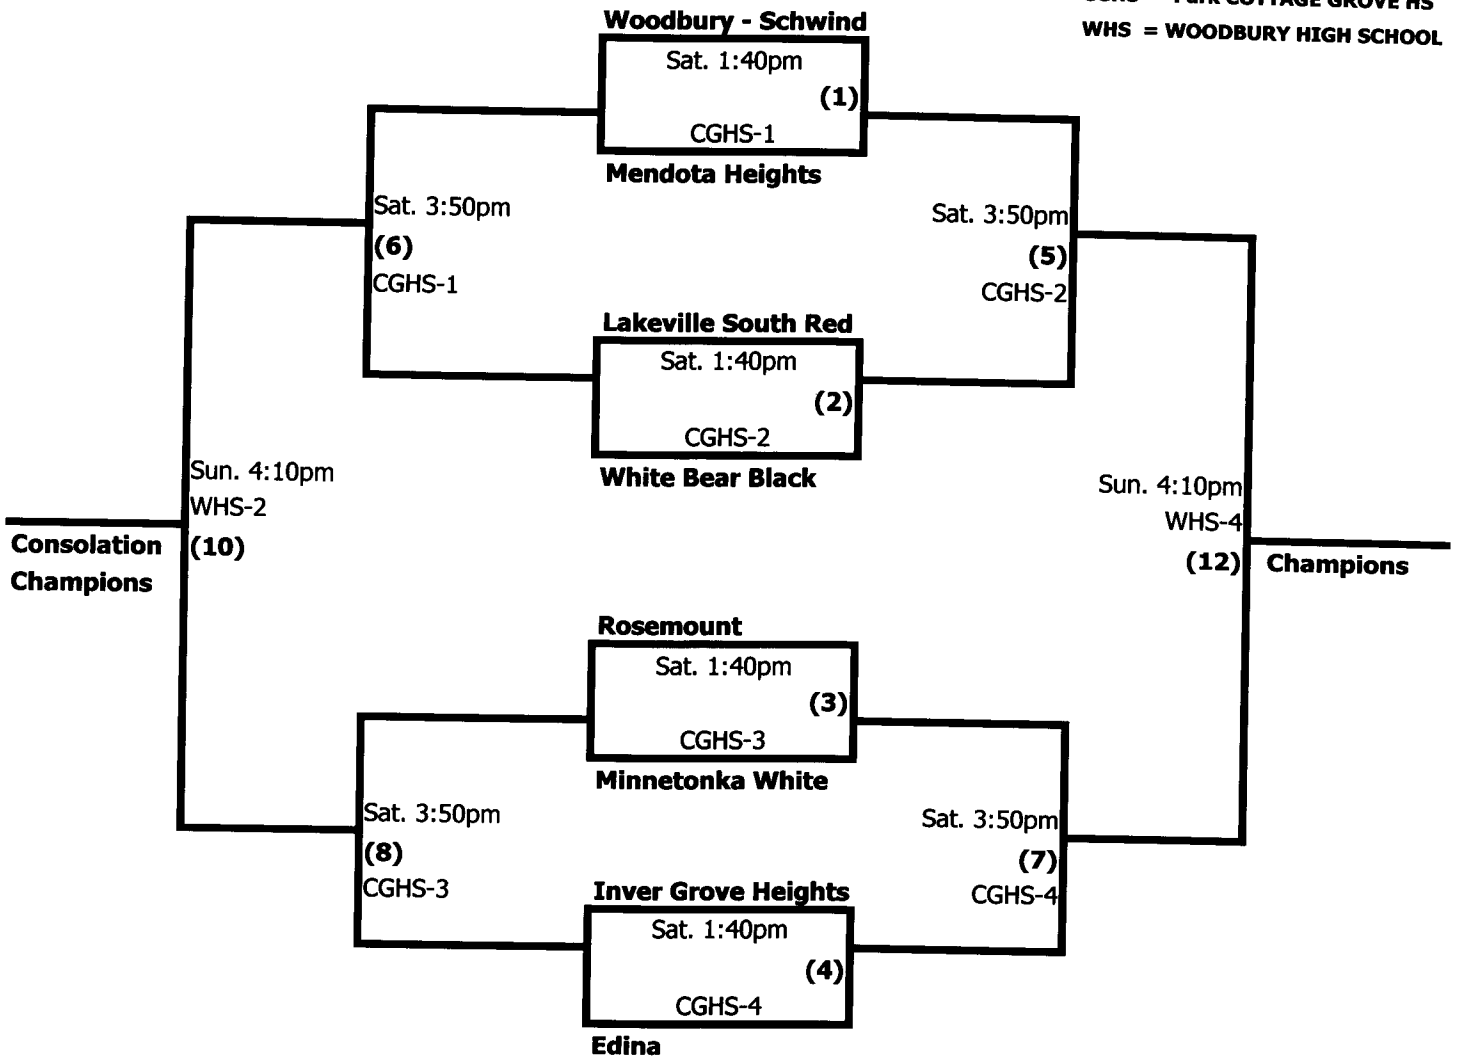 Park COTTAGE GROVE HS
WHS = WOODBURY HIGH SCHOOL
Woodbury - Schwind
Sat. 1:40pm
(1)
CGHS-1
Mendota Heights
Sat. 3:50pm
(6)
CGHS-1
Sat. 3:50pm
(5)
CGHS-2
Lakeville South Red
Sat. 1:40pm
(2)
CGHS-2
White Bear Black
Sun. 4:10pm
WHS-2
(10)
Consolation
Champions
Sun. 4:10pm
WHS-4
(12)
Champions
Rosemount
Sat. 1:40pm
(3)
CGHS-3
Minnetonka White
Sat. 3:50pm
(8)
CGHS-3
Sat. 3:50pm
(7)
CGHS-4
Inver Grove Heights
Sat. 1:40pm
(4)
CGHS-4
Edina